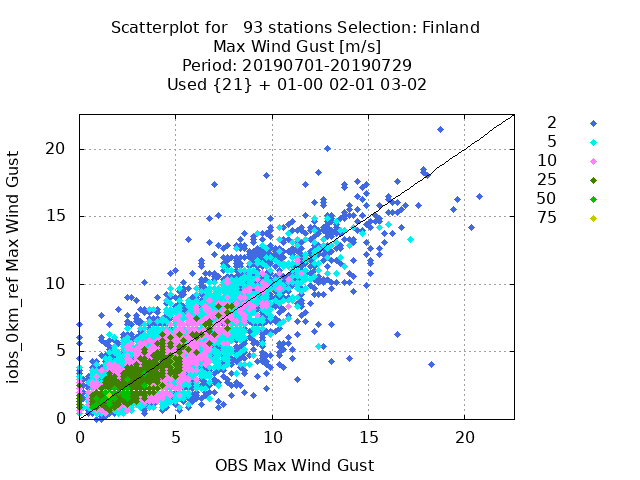 Scatterplot for   93 stations Selection: Finland
Max Wind Gust [m/s]
Period: 20190701-20190729
Used {21} + 01-00 02-01 03-02
2
5
10
25
50
75
iobs_0km_ref Max Wind Gust
20
15
10
5
0
0 5 10 15 20
OBS Max Wind Gust